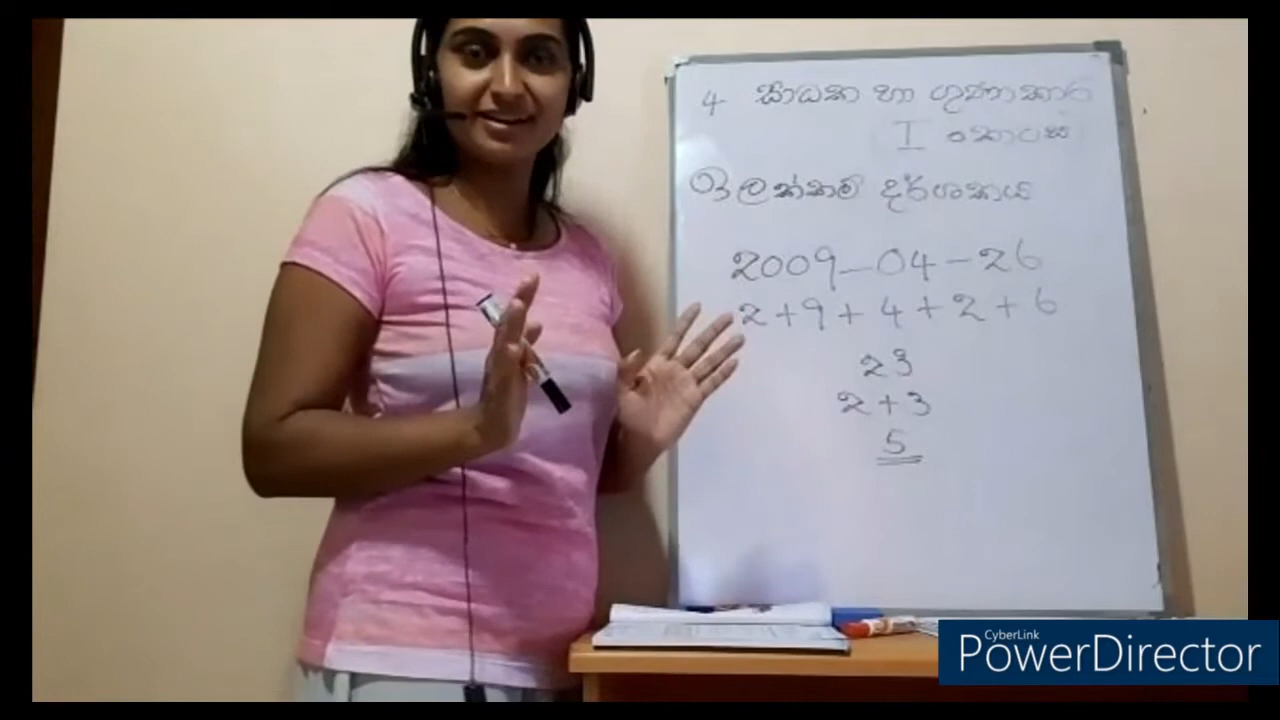 4 සාධක හා ගුණාකාර
I කොටස
ඉලක්කම් දර්ශකය
2009-04-26
2+9+4+2+6
23
2+3
5
CyberLink
PowerDirector